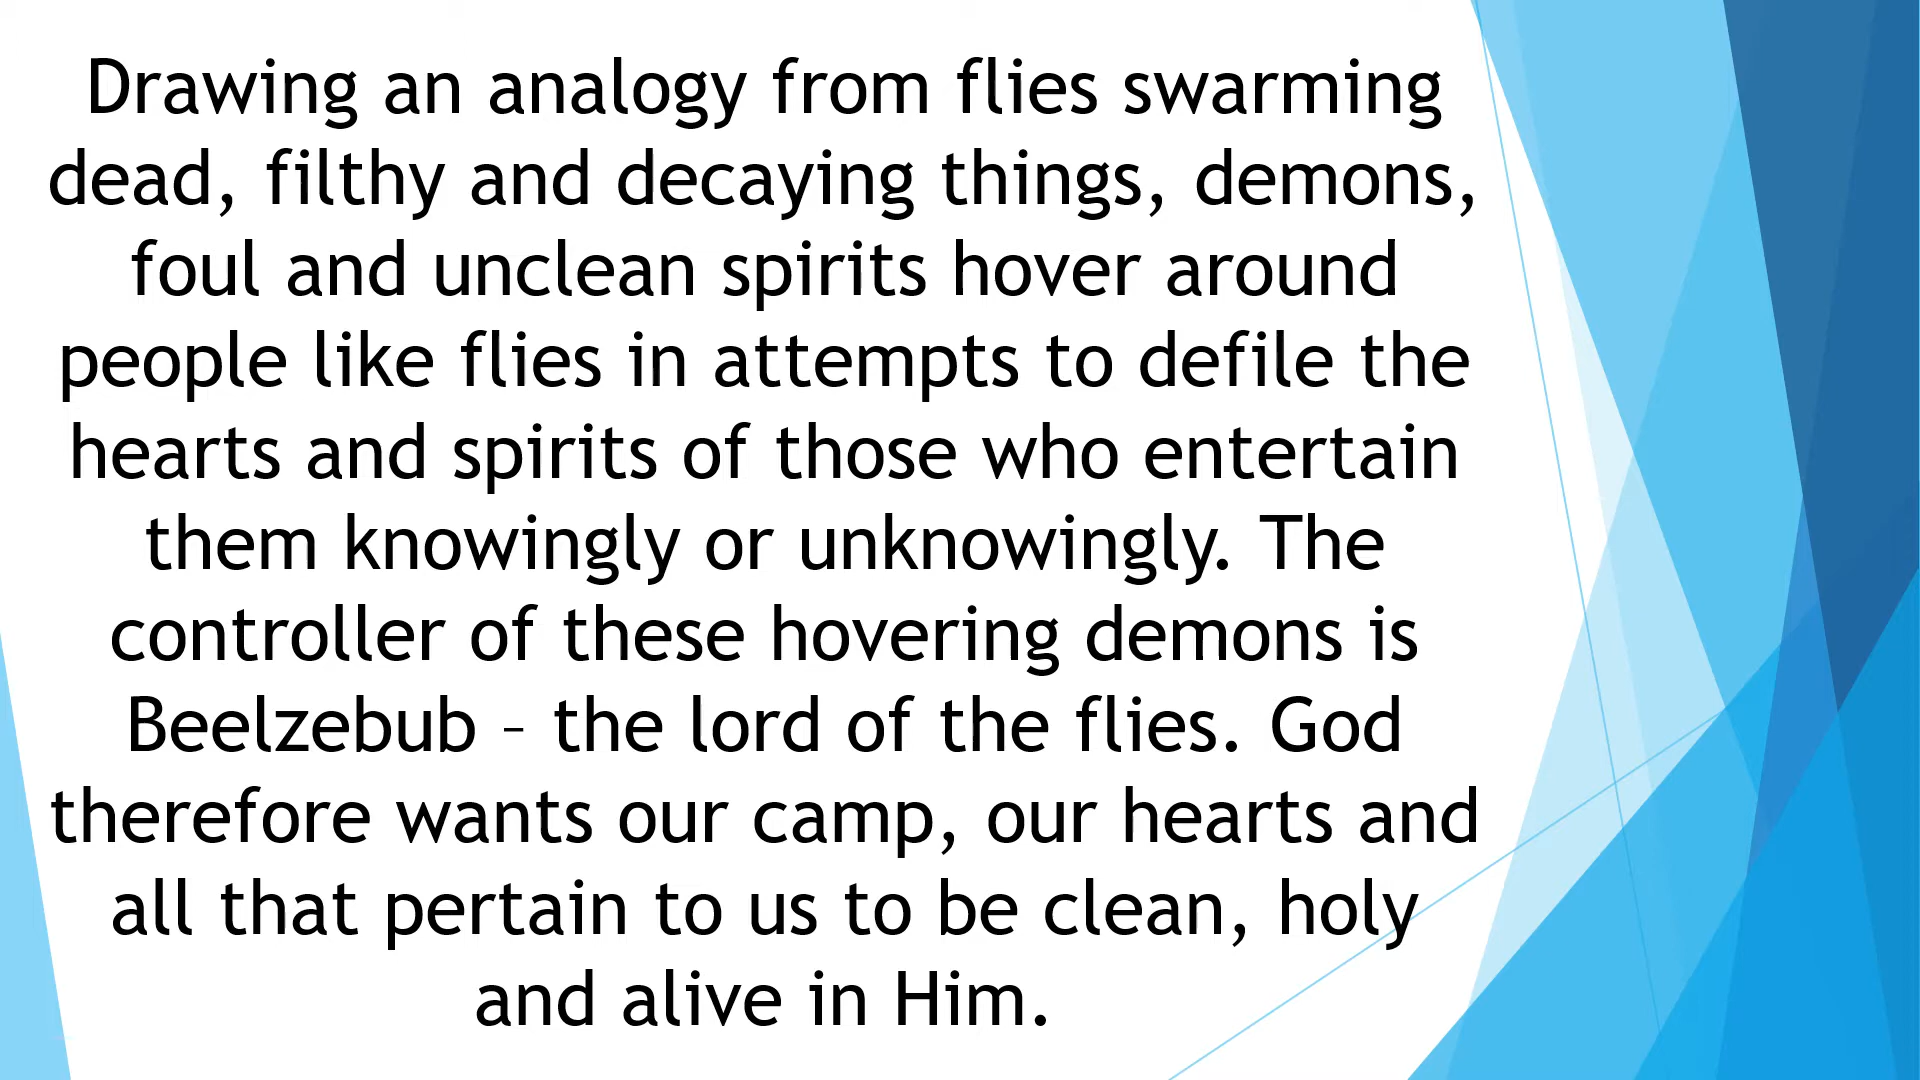 Drawing an analogy from flies swarming
dead, filthy and decaying things, demons,
foul and unclean spirits hover around
people like flies in attempts to defile the
hearts and spirits of those who entertain
them knowingly or unknowingly. The
controller of these hovering demons is
Beelzebub – the lord of the flies. God
therefore wants our camp, our hearts and
all that pertain to us to be clean, holy
and alive in Him.